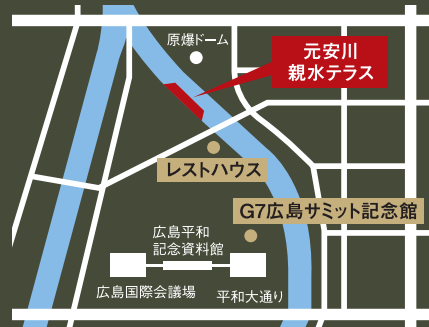 原爆ドーム
元安川
親水テラス
レストハウス
G7広島サミット記念館
広島平和
記念資料館
広島国際会議場
平和大通り